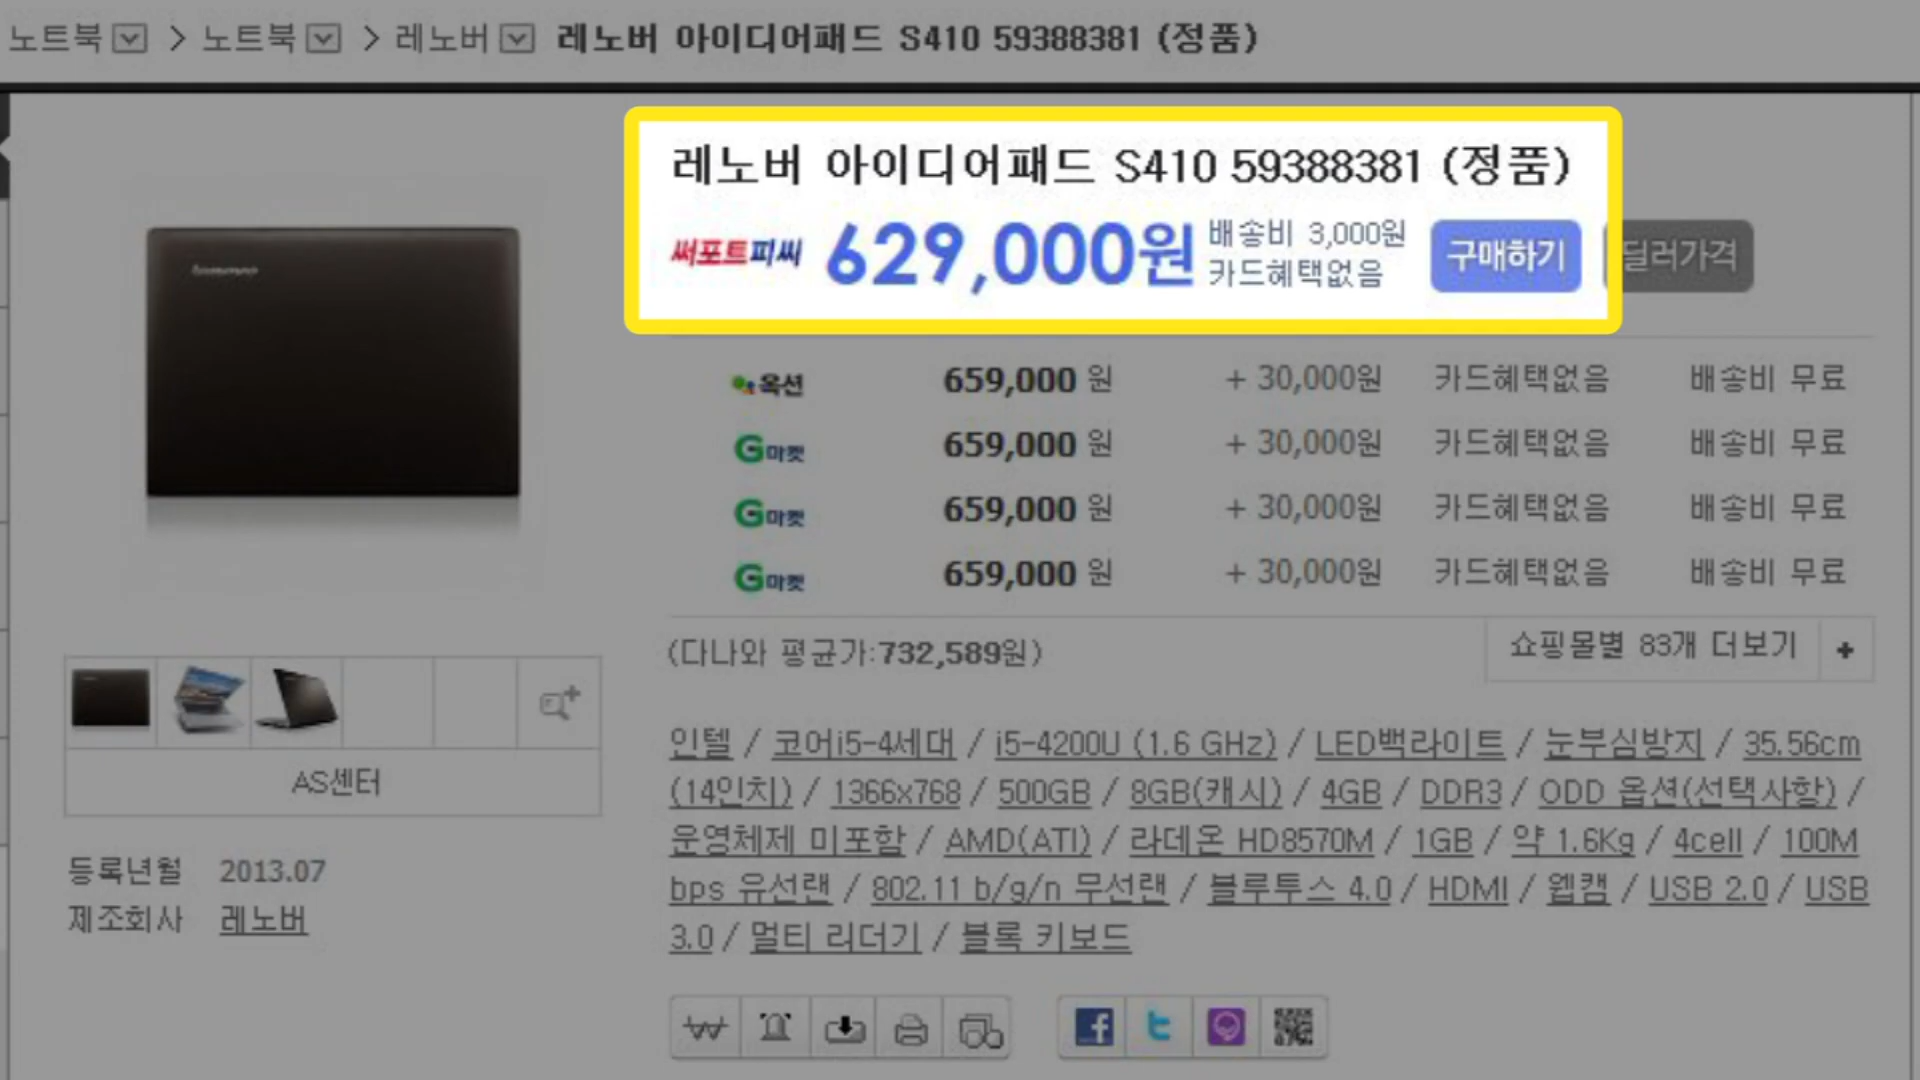 노트북 > 노트북 > 레노버 레노버 아이디어패드 S410 59388381 (정품)
레노버 아이디어패드 S410 59388381 (정품)
써포트피씨 629,000원 배송비 3,000원 카드혜택없음 구매하기 딜러가격
lenovo
옥션 659,000 원 + 30,000원 카드혜택없음 배송비 무료
G마켓 659,000 원 + 30,000원 카드혜택없음 배송비 무료
G마켓 659,000 원 + 30,000원 카드혜택없음 배송비 무료
G마켓 659,000 원 + 30,000원 카드혜택없음 배송비 무료
(다나와 평균가:732,589원) 쇼핑몰별 83개 더보기 +
AS센터
등록년월 2013.07
제조회사 레노버
인텔 / 코어i5-4세대 / i5-4200U (1.6 GHz) / LED백라이트 / 눈부심방지 / 35.56cm
(14인치) / 1366x768 / 500GB / 8GB(캐시) / 4GB / DDR3 / ODD 옵션(선택사항) /
운영체제 미포함 / AMD(ATI) / 라데온 HD8570M / 1GB / 약 1.6Kg / 4cell / 100M
bps 유선랜 / 802.11 b/g/n 무선랜 / 블루투스 4.0 / HDMI / 웹캠 / USB 2.0 / USB
3.0 / 멀티 리더기 / 블록 키보드